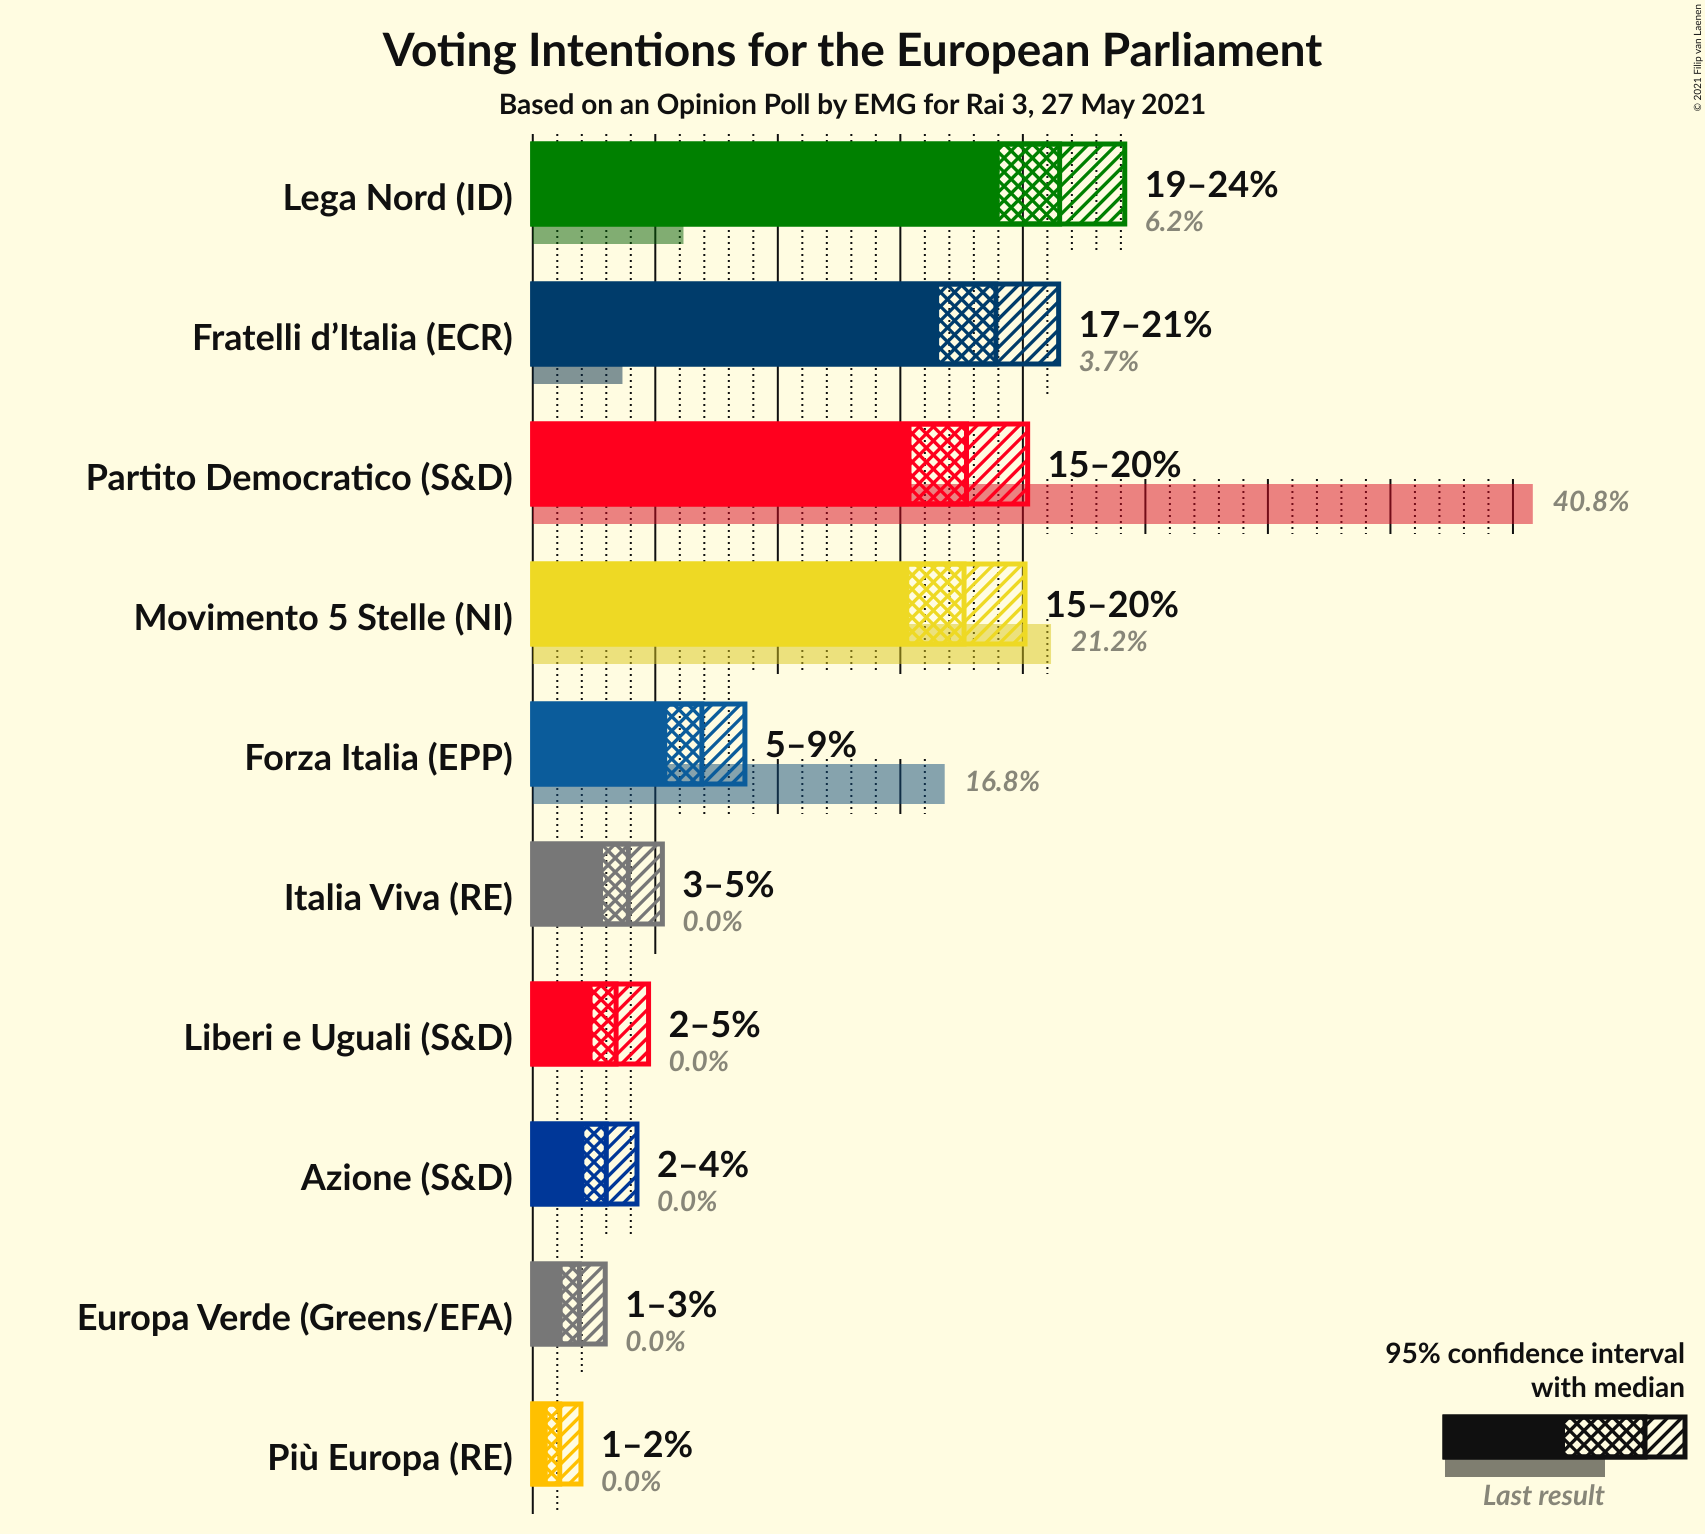 Voting Intentions for the European Parliament
Based on an Opinion Poll by EMG for Rai 3, 27 May 2021
© 2021 Filip van Laenen
Lega Nord (ID)
19–24%
6.2%
Fratelli d’Italia (ECR)
17–21%
3.7%
Partito Democratico (S&D)
15–20%
40.8%
Movimento 5 Stelle (NI)
15–20%
21.2%
Forza Italia (EPP)
5–9%
16.8%
Italia Viva (RE)
3–5%
0.0%
Liberi e Uguali (S&D)
2–5%
0.0%
Azione (S&D)
2–4%
0.0%
Europa Verde (Greens/EFA)
1–3%
0.0%
Più Europa (RE)
1–2%
0.0%
95% confidence interval
with median
Last result